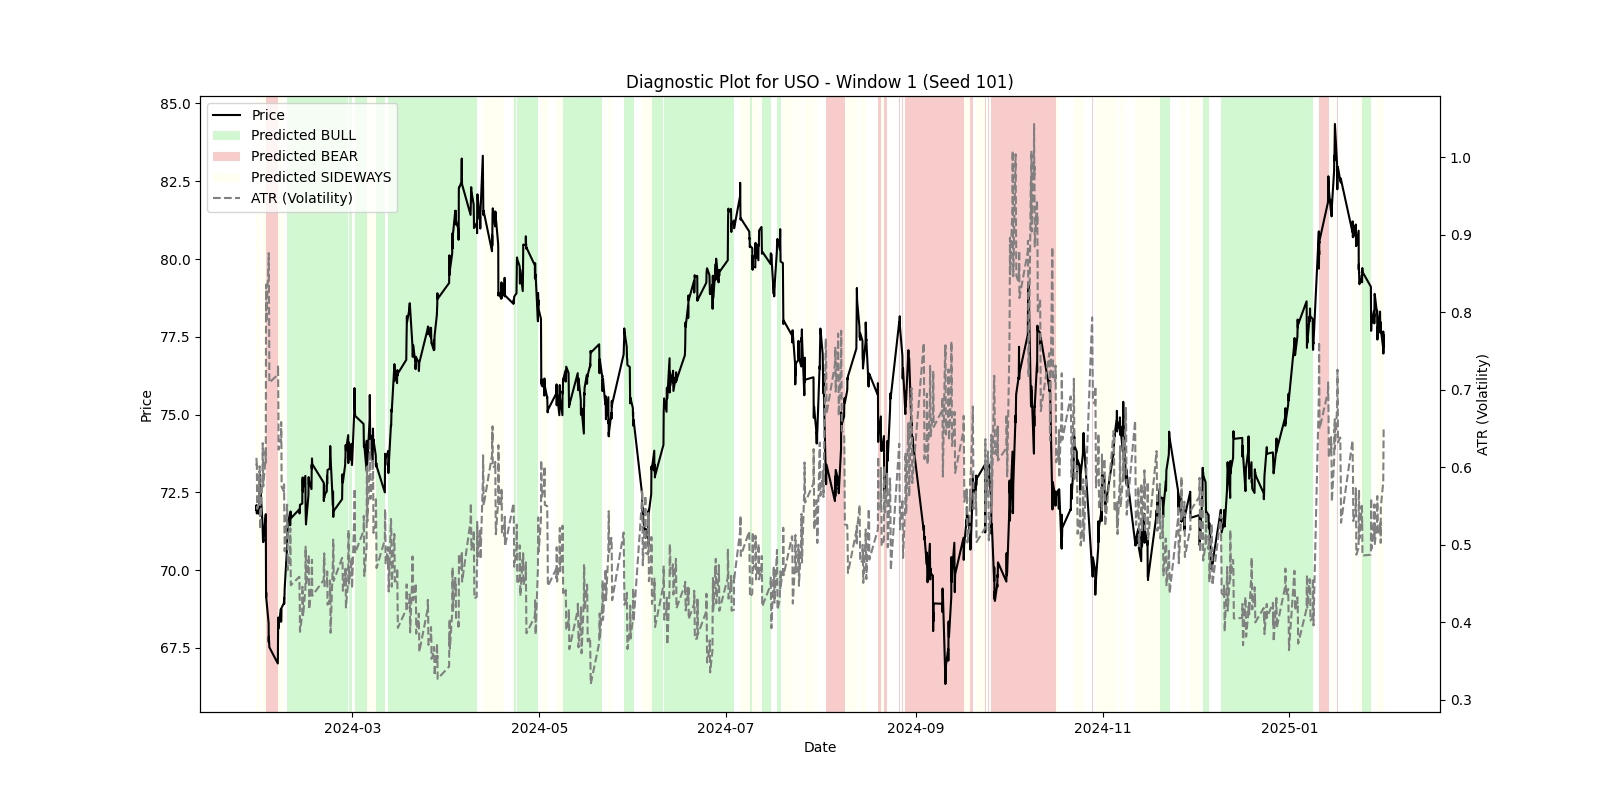 Diagnostic Plot for USO - Window 1 (Seed 101)
Price
Predicted BULL
Predicted BEAR
Predicted SIDEWAYS
ATR (Volatility)
85.0
82.5
80.0
77.5
75.0
72.5
70.0
67.5
Price
1.0
0.9
0.8
0.7
0.6
0.5
0.4
0.3
ATR (Volatility)
2024-03
2024-05
2024-07
2024-09
2024-11
2025-01
Date